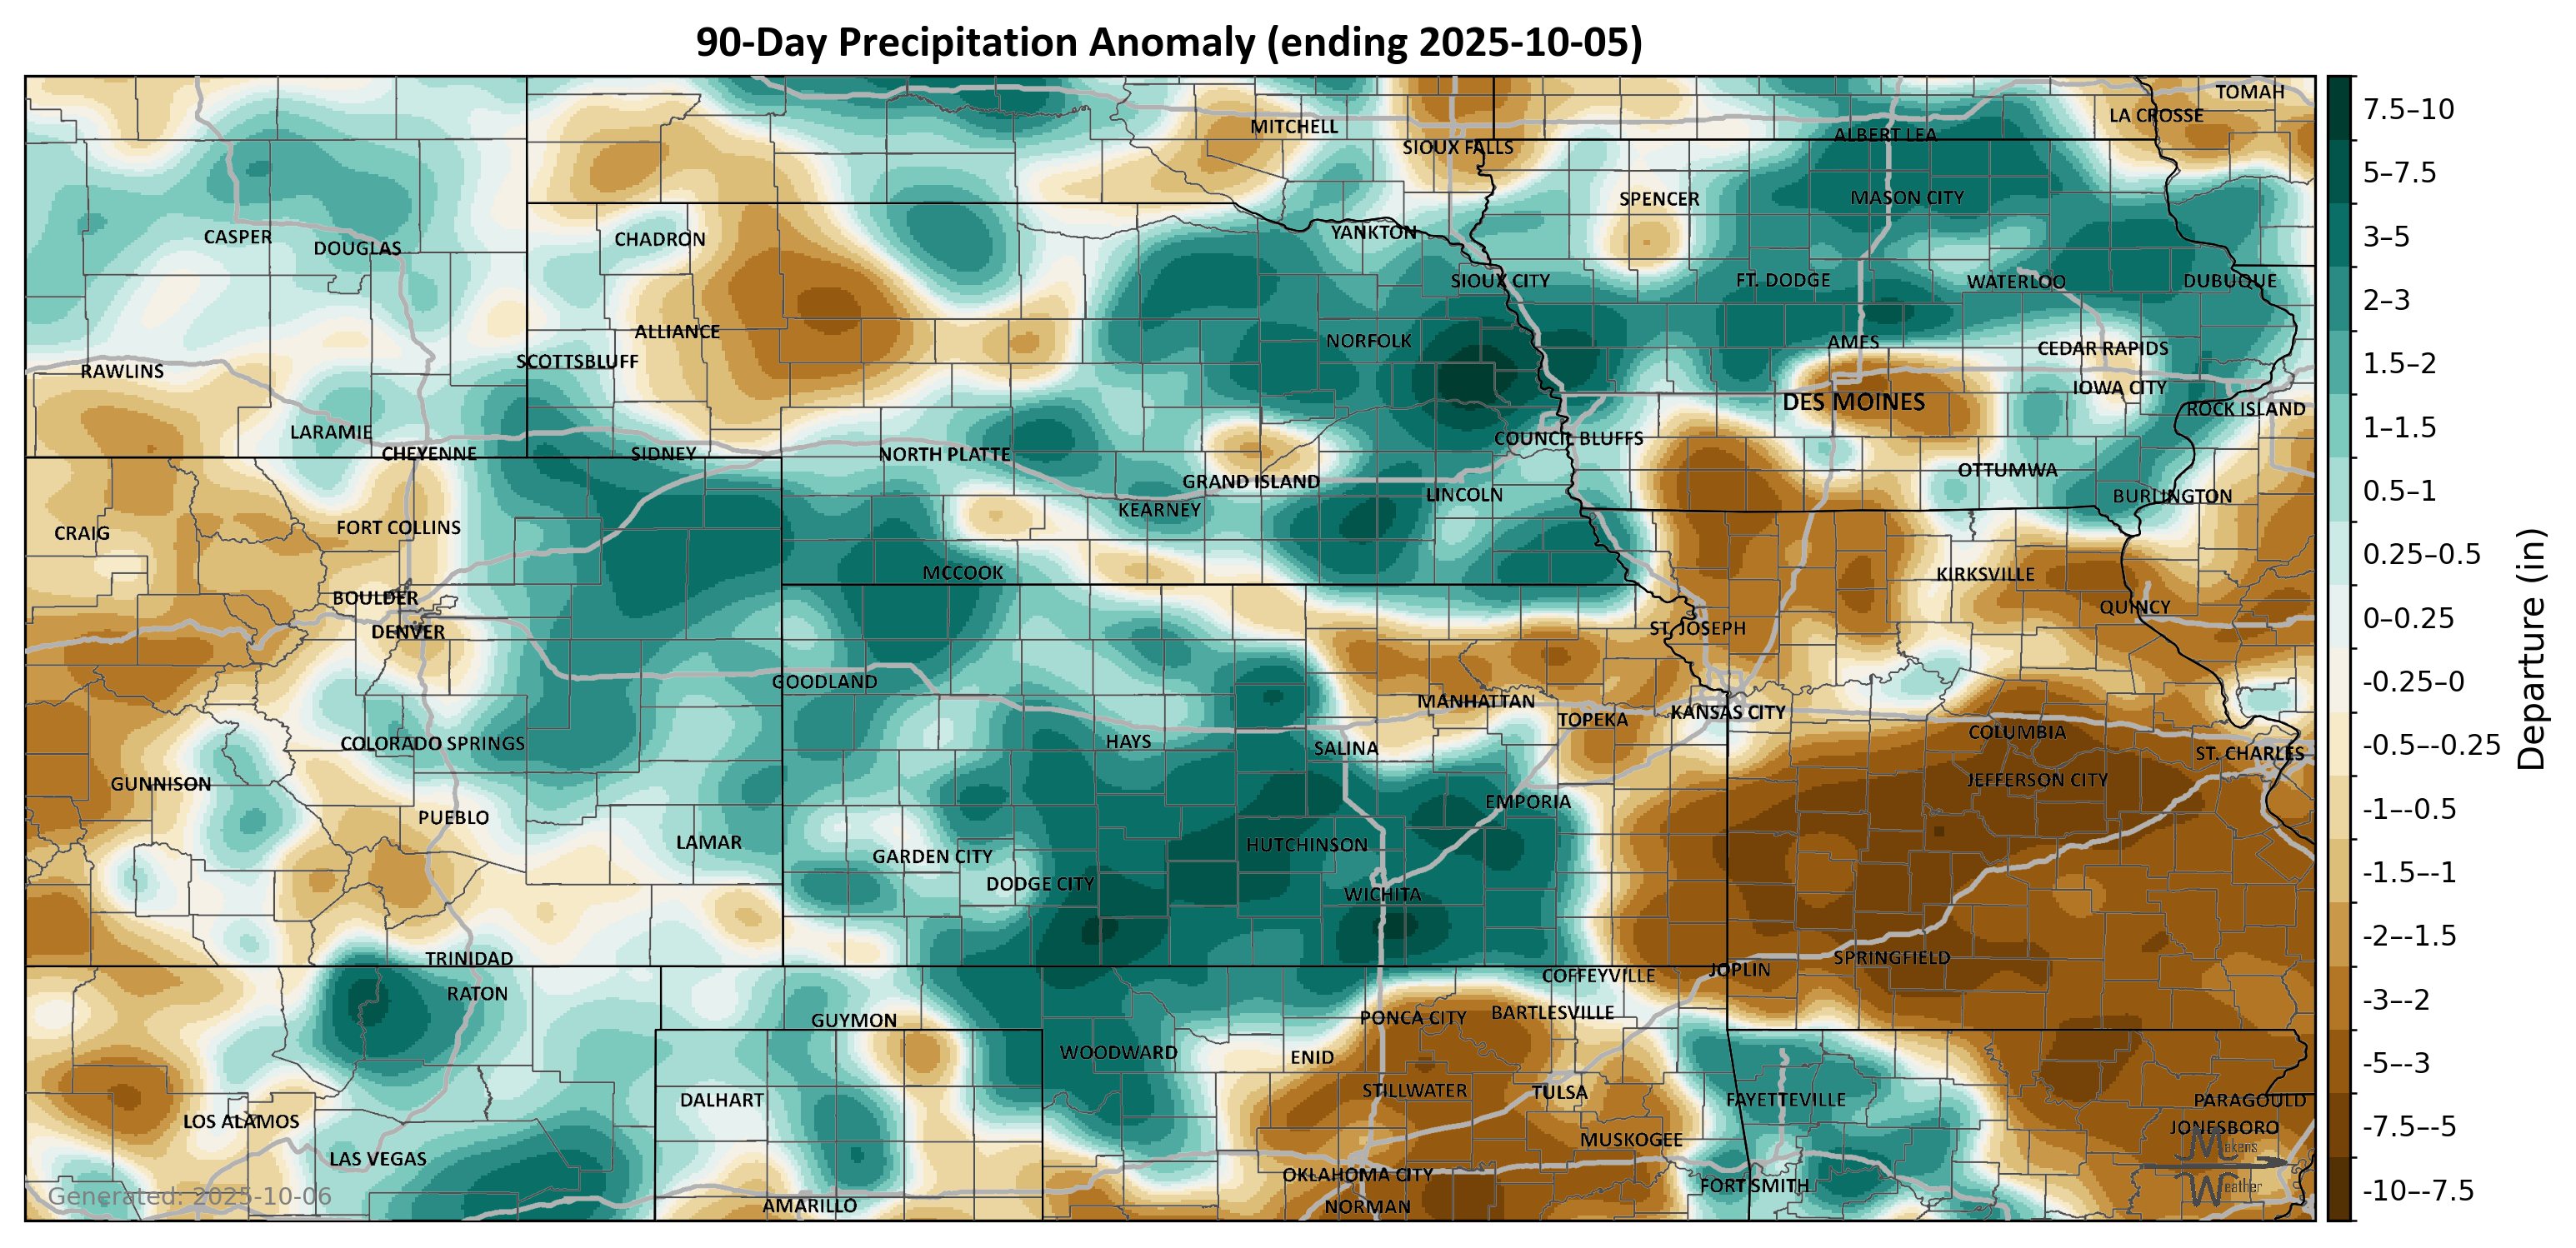 90-Day Precipitation Anomaly (ending 2025-10-05)
TOMAH
LA CROSSE
MITCHELL
ALBERT LEA
SIOUX FALLS
SPENCER
MASON CITY
CASPER
DOUGLAS
CHADRON
YANKTON
SIOUX CITY
FT. DODGE
WATERLOO
DUBUQUE
ALLIANCE
NORFOLK
AMES
CEDAR RAPIDS
SCOTTSBLUFF
RAWLINS
IOWA CITY
DES MOINES
ROCK ISLAND
LARAMIE
COUNCIL BLUFFS
CHEYENNE
SIDNEY
NORTH PLATTE
OTTUMWA
GRAND ISLAND
LINCOLN
BURLINGTON
KEARNEY
CRAIG
FORT COLLINS
MCCOOK
KIRKSVILLE
BOULDER
QUINCY
DENVER
ST. JOSEPH
GOODLAND
MANHATTAN
KANSAS CITY
TOPEKA
COLUMBIA
COLORADO SPRINGS
HAYS
SALINA
ST. CHARLES
GUNNISON
JEFFERSON CITY
EMPORIA
PUEBLO
LAMAR
HUTCHINSON
GARDEN CITY
DODGE CITY
WICHITA
TRINIDAD
SPRINGFIELD
JOPLIN
COFFEYVILLE
RATON
GUYMON
PONCA CITY
BARTLESVILLE
WOODWARD
ENID
STILLWATER
TULSA
DALHART
FAYETTEVILLE
PARAGOULD
LOS ALAMOS
JONESBORO
MUSKOGEE
LAS VEGAS
OKLAHOMA CITY
FORT SMITH
AMARILLO
NORMAN
Generated: 2025-10-06
Makens
Weather
7.5–10
5–7.5
3–5
2–3
1.5–2
1–1.5
0.5–1
0.25–0.5
0–0.25
-0.25–0
-0.5–-0.25
-1–-0.5
-1.5–-1
-2–-1.5
-3–-2
-5–-3
-7.5–-5
-10–-7.5
Departure (in)